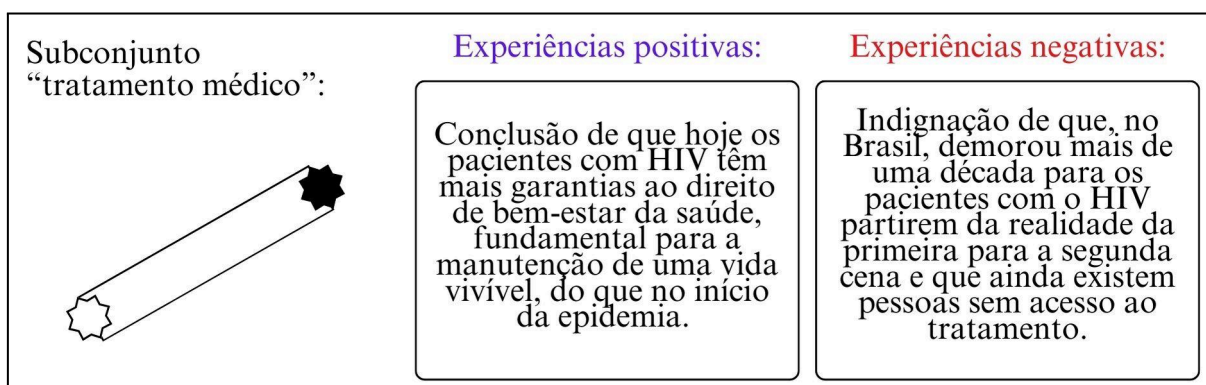 Subconjunto
“tratamento médico”:
Experiências positivas:
Conclusão de que hoje os
pacientes com HIV têm
mais garantias ao direito
de bem-estar da saúde,
fundamental para a
manutenção de uma vida
vivível, do que no início
da epidemia.
Experiências negativas:
Indignação de que, no
Brasil, demorou mais de
uma década para os
pacientes com o HIV
partirem da realidade da
primeira para a segunda
cena e que ainda existem
pessoas sem acesso ao
tratamento.